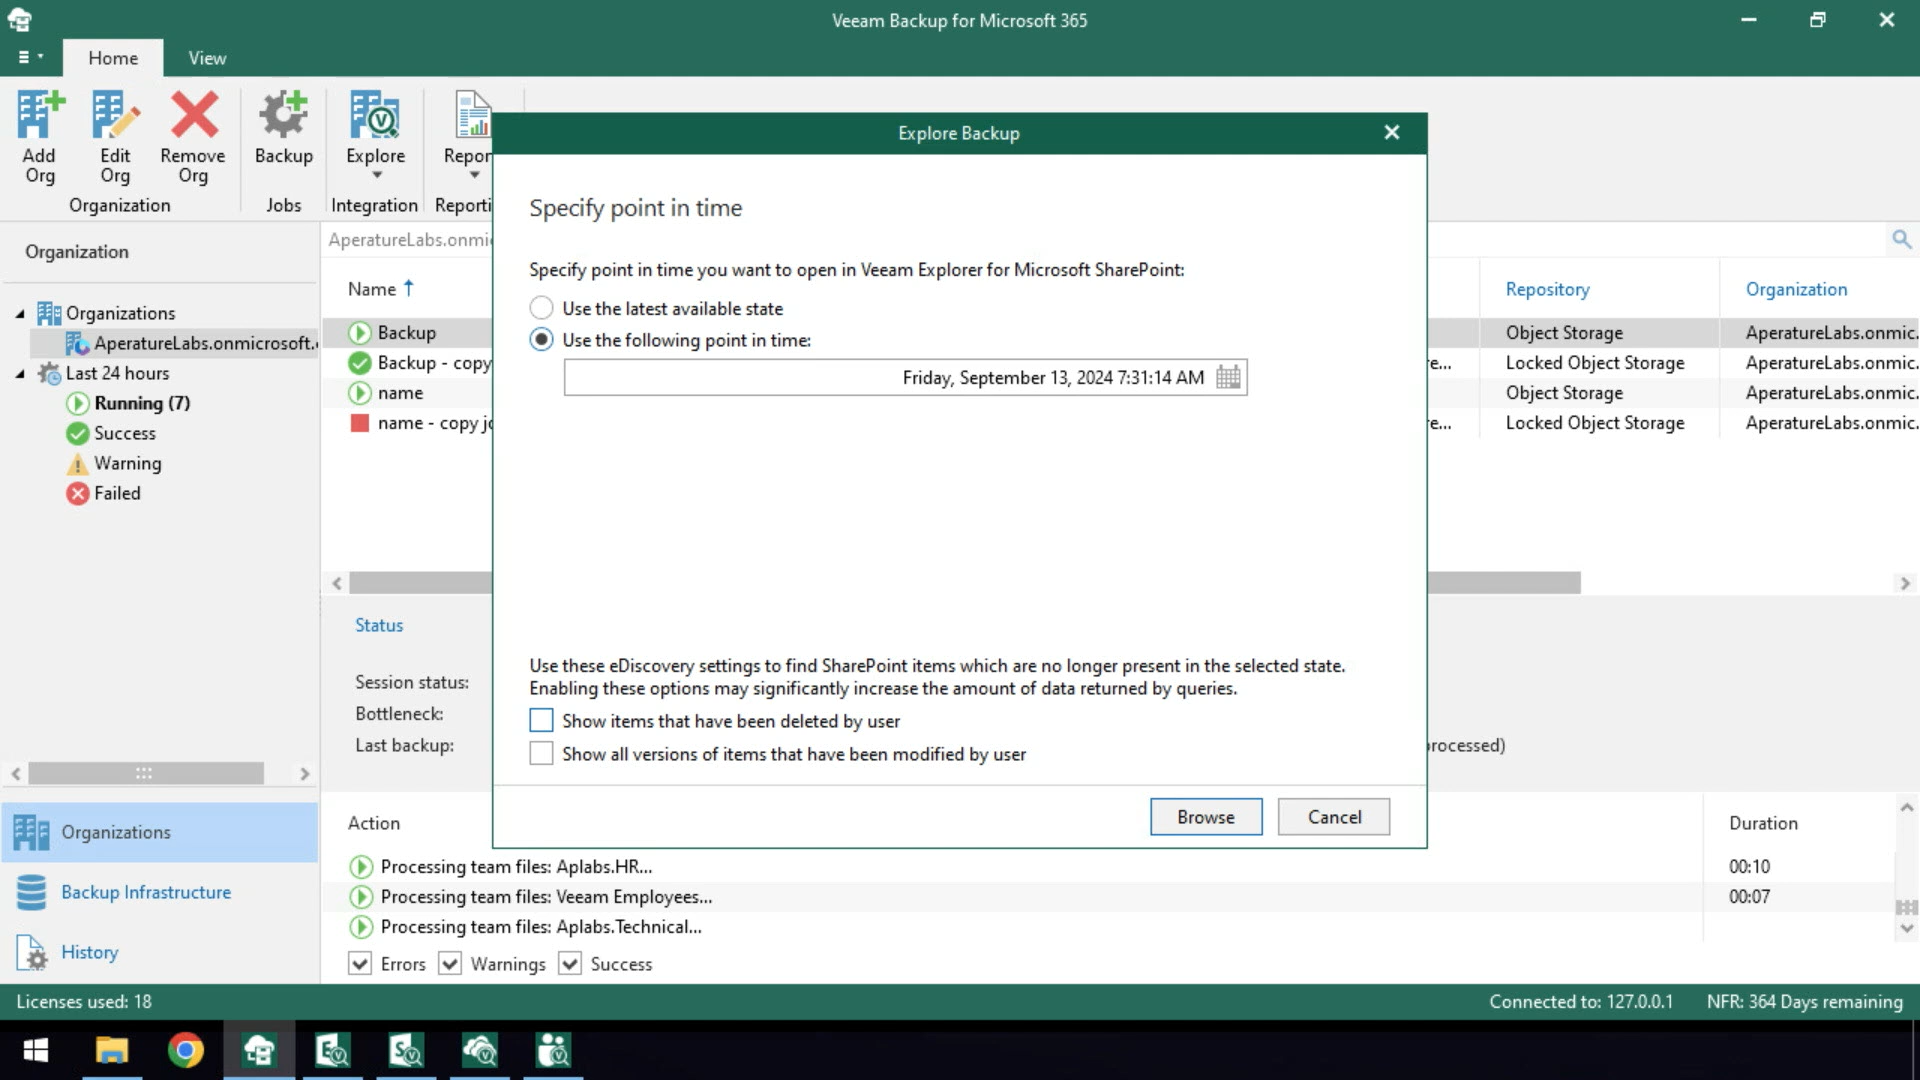 Veeam Backup for Microsoft 365
Home
View
Add Org
Edit Org
Remove Org
Backup
Explore
Repor
Organization
Jobs
Integration
Reporti
Explore Backup
Specify point in time
Specify point in time you want to open in Veeam Explorer for Microsoft SharePoint:
Use the latest available state
Use the following point in time:
Friday, September 13, 2024 7:31:14 AM
Use these eDiscovery settings to find SharePoint items which are no longer present in the selected state.
Enabling these options may significantly increase the amount of data returned by queries.
Show items that have been deleted by user
Show all versions of items that have been modified by user
Browse
Cancel
Organization
Organizations
AperatureLabs.onmicrosoft.
Last 24 hours
Running (7)
Success
Warning
Failed
AperatureLabs.onmi
Name
Repository
Organization
Backup
Object Storage
AperatureLabs.onmic.
Backup - copy
re...
Locked Object Storage
AperatureLabs.onmic.
name
Object Storage
AperatureLabs.onmic.
name - copy jo
re...
Locked Object Storage
AperatureLabs.onmic.
Status
Session status:
Bottleneck:
Last backup:
processed)
Organizations
Backup Infrastructure
History
Action
Duration
Processing team files: Aplabs.HR...
00:10
Processing team files: Veeam Employees...
00:07
Processing team files: Aplabs.Technical...
Errors
Warnings
Success
Licenses used: 18
Connected to: 127.0.0.1
NFR: 364 Days remaining